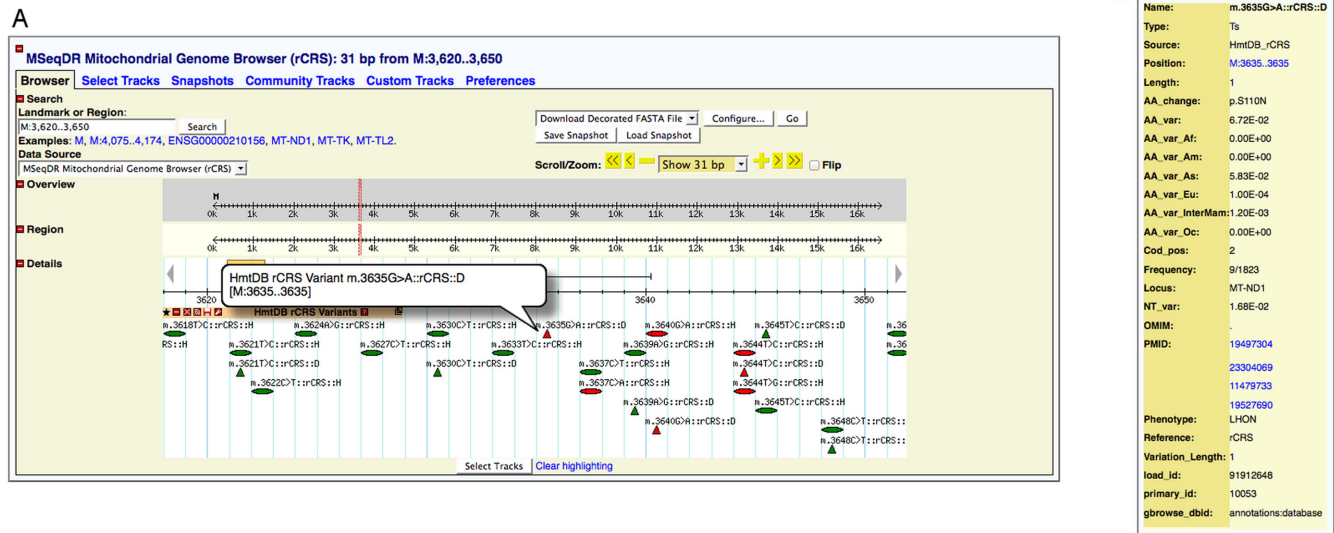 A
MSeqDR Mitochondrial Genome Browser (rCRS): 31 bp from M:3,620..3,650
Browser Select Tracks Snapshots Community Tracks Custom Tracks Preferences
Search
Landmark or Region:
M:3,620..3,650 Search
Examples: M, M:4,075..4,174, ENSG00000210156, MT-ND1, MT-TK, MT-TL2.
Data Source
MSeqDR Mitochondrial Genome Browser (rCRS)
Download Decorated FASTA File Configure... Go
Save Snapshot Load Snapshot
Scroll/Zoom: Show 31 bp Flip
Overview
M
0k 1k 2k 3k 4k 5k 6k 7k 8k 9k 10k 11k 12k 13k 14k 15k 16k
Region
0k 1k 2k 3k 4k 5k 6k 7k 8k 9k 10k 11k 12k 13k 14k 15k 16k
Details
HmtDB rCRS Variant m.3635G>A::rCRS::D
[M:3635..3635]
3620 3640 3650
HmtDB rCRS Variants
m.3618T>C::rCRS::H m.3624A>G::rCRS::H m.3630C>T::rCRS::H m.3635G>A::rCRS::D m.3640G>A::rCRS::H m.3645T>C::rCRS::D m.36
RS::H m.3621T>C::rCRS::H m.3627C>T::rCRS::H m.3633T>C::rCRS::H m.3639A>G::rCRS::H m.3644T>C::rCRS::H m.36
m.3621T>C::rCRS::D m.3630C>T::rCRS::D m.3637C>T::rCRS::H m.3644T>C::rCRS::D
m.3622C>T::rCRS::H m.3637C>A::rCRS::H m.3644T>G::rCRS::H
m.3639A>G::rCRS::D m.3645T>C::rCRS::H
m.3640G>A::rCRS::D m.3648C>T::rCRS::
m.3648C>T::rCRS::
Select Tracks Clear highlighting
Name: m.3635G>A::rCRS::D
Type: Ts
Source: HmtDB_rCRS
Position: M:3635..3635
Length: 1
AA_change: p.S110N
AA_var: 6.72E-02
AA_var_Af: 0.00E+00
AA_var_Am: 0.00E+00
AA_var_As: 5.83E-02
AA_var_Eu: 1.00E-04
AA_var_InterMam: 1.20E-03
AA_var_Oc: 0.00E+00
Cod_pos: 2
Frequency: 9/1823
Locus: MT-ND1
NT_var: 1.68E-02
OMIM: .
PMID: 19497304
23304069
11479733
19527690
Phenotype: LHON
Reference: rCRS
Variation_Length: 1
load_id: 91912648
primary_id: 10053
gbrowse_dbid: annotations:database